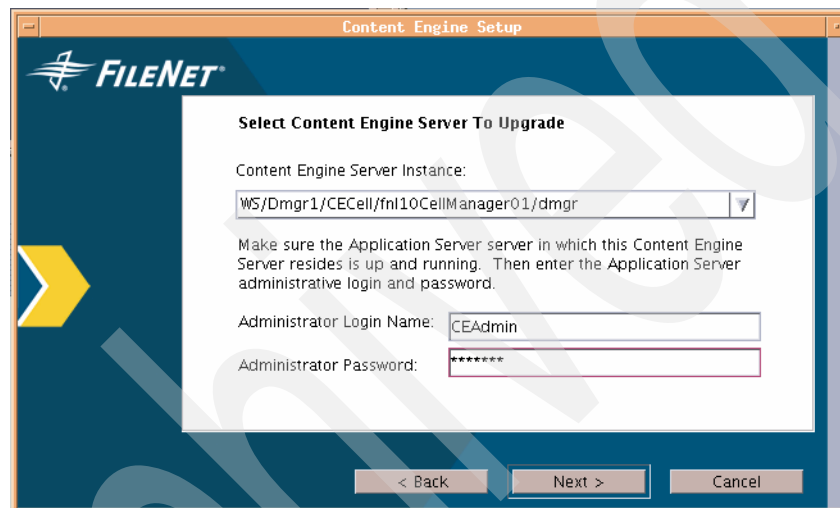 Content Engine Setup
FILENET
Select Content Engine Server To Upgrade
Content Engine Server Instance:
WS/Dmgr1/CECell/fnl10CellManager01/dmgr
Make sure the Application Server server in which this Content Engine
Server resides is up and running. Then enter the Application Server
administrative login and password.
Administrator Login Name: CEAdmin
Administrator Password: *******
< Back Next > Cancel